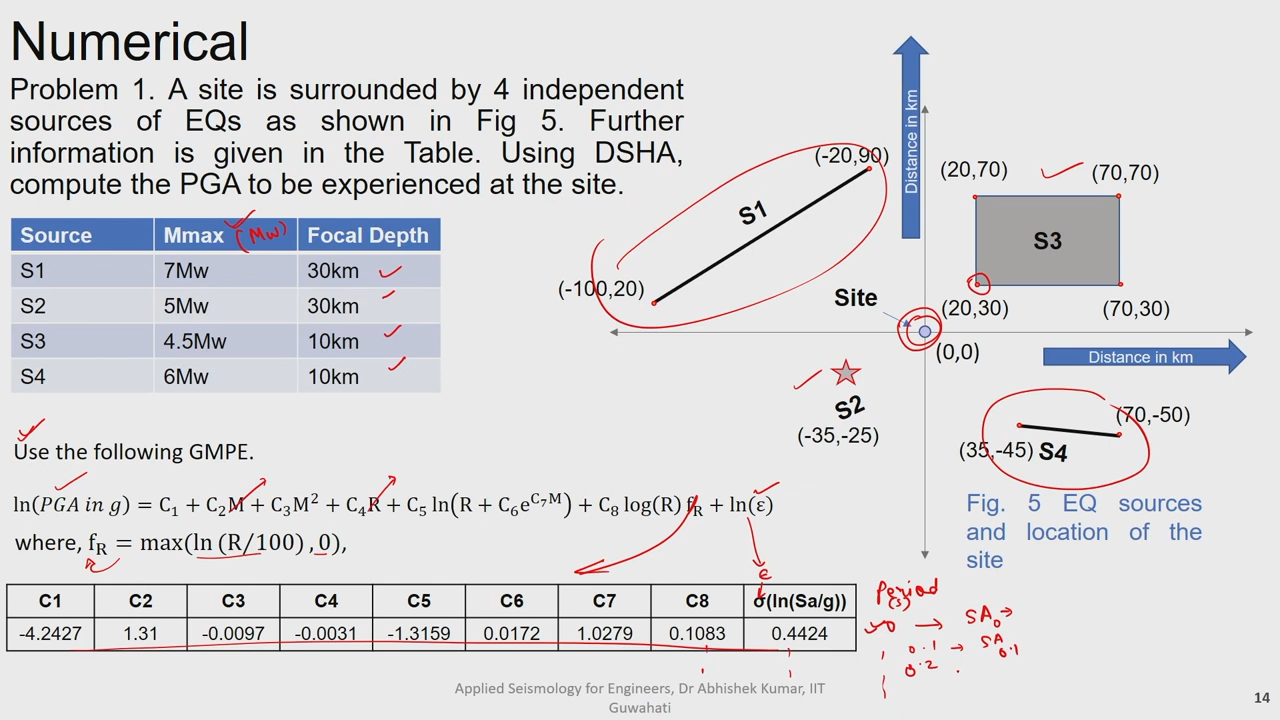 Numerical
Problem 1. A site is surrounded by 4 independent
sources of EQs as shown in Fig 5. Further
information is given in the Table. Using DSHA,
compute the PGA to be experienced at the site.
Source Mmax (Mw) Focal Depth
S1 7Mw 30km
S2 5Mw 30km
S3 4.5Mw 10km
S4 6Mw 10km
Use the following GMPE.
ln(PGA in g) = C₁ + C₂M + C₃M² + C₄R + C₅ ln(R + C₆e^(C₇M)) + C₈ log(R) f_R + ln(ε)
where, f_R = max(ln (R/100) , 0),
C1 C2 C3 C4 C5 C6 C7 C8 σ(ln(Sa/g))
-4.2427 1.31 -0.0097 -0.0031 -1.3159 0.0172 1.0279 0.1083 0.4424
Distance in km
(-20,90)
S1
(-100,20)
(20,70)
(70,70)
S3
(20,30)
(70,30)
Site
(0,0)
Distance in km
S2
(-35,-25)
(70,-50)
(35,-45) S4
Fig. 5 EQ sources
and location of the
site
ε
Period
(s)
0 → SA₀
0.1 → SA₀.₁
0.2
Applied Seismology for Engineers, Dr Abhishek Kumar, IIT
Guwahati
14